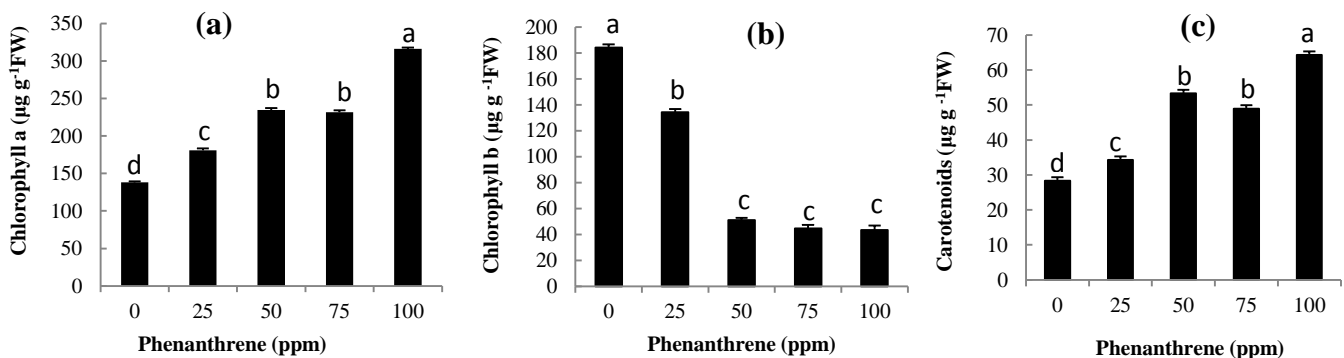 (a)
Chlorophyll a (µg g⁻¹FW)
350
300
250
200
150
100
50
0
d
c
b
b
a
0 25 50 75 100
Phenanthrene (ppm)
(b)
Chlorophyll b (µg g ⁻¹FW)
200
180
160
140
120
100
80
60
40
20
0
a
b
c
c
c
0 25 50 75 100
Phenanthrene (ppm)
(c)
Carotenoids (µg g ⁻¹FW)
70
60
50
40
30
20
10
0
d
c
b
b
a
0 25 50 75 100
Phenanthrene (ppm)